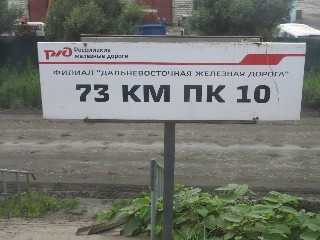 РЖД Российские
железные дороги
ФИЛИАЛ "ДАЛЬНЕВОСТОЧНАЯ ЖЕЛЕЗНАЯ ДОРОГА"
73 КМ ПК 10